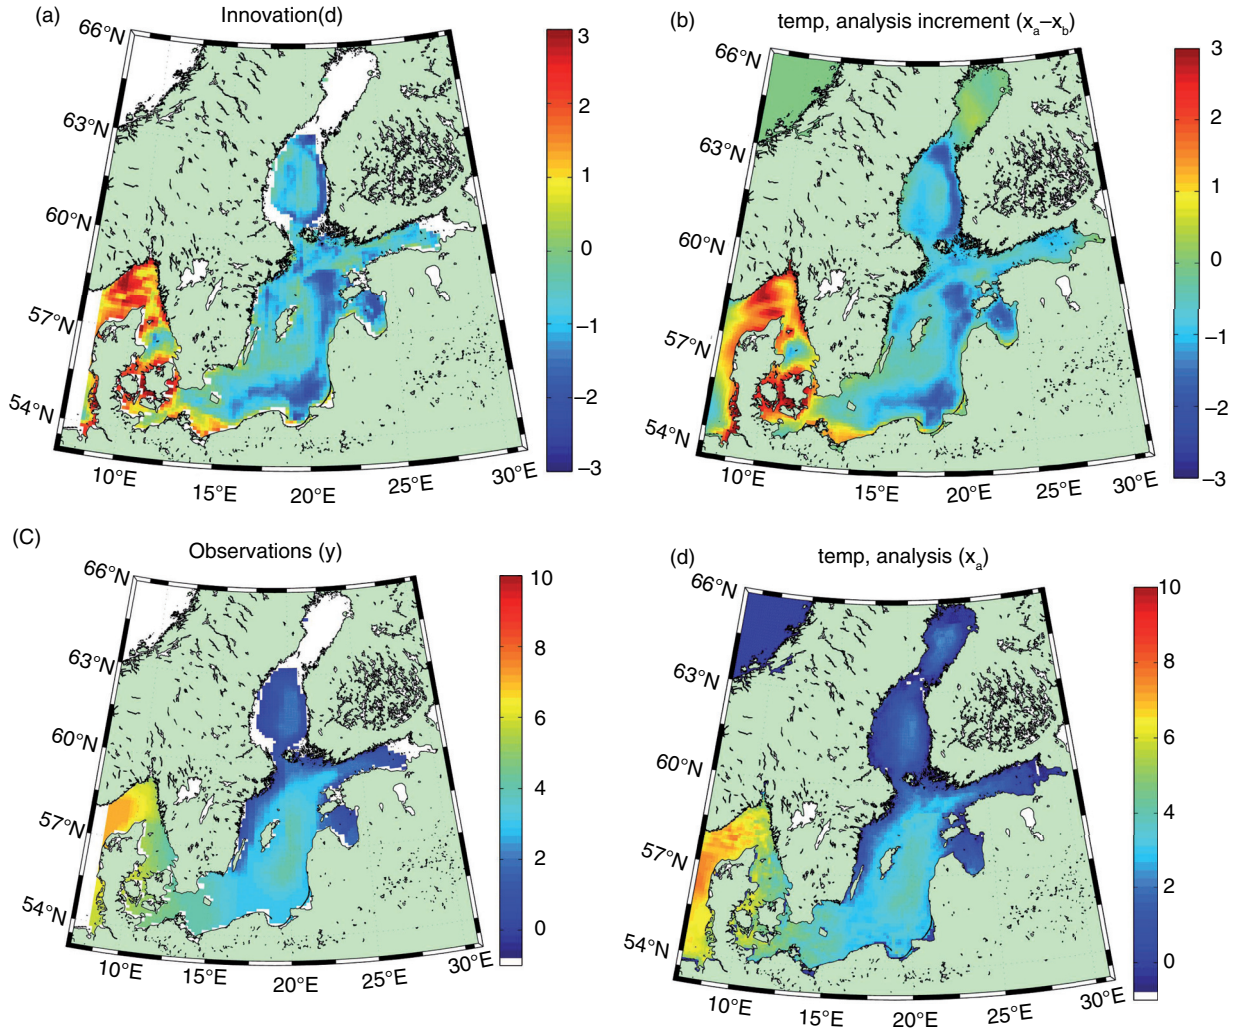 (a)
Innovation(d)
66°N
63°N
60°N
57°N
54°N
10°E
15°E
20°E
25°E
30°E
3
2
1
0
–1
–2
–3
(b)
temp, analysis increment (xₐ–x_b)
66°N
63°N
60°N
57°N
54°N
10°E
15°E
20°E
25°E
30°E
3
2
1
0
–1
–2
–3
(C)
Observations (y)
66°N
63°N
60°N
57°N
54°N
10°E
15°E
20°E
25°E
30°E
10
8
6
4
2
0
(d)
temp, analysis (xₐ)
66°N
63°N
60°N
57°N
54°N
10°E
15°E
20°E
25°E
30°E
10
8
6
4
2
0